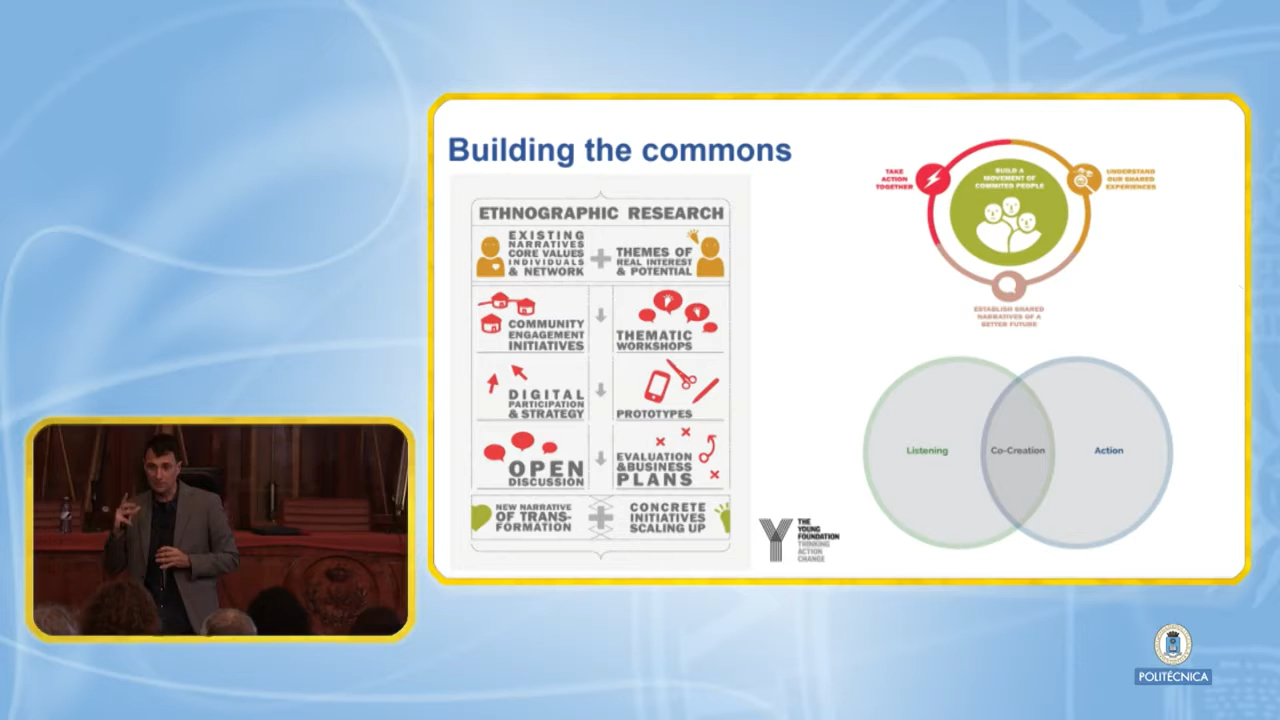 Building the commons
ETHNOGRAPHIC RESEARCH
EXISTING
NARRATIVES
CORE VALUES
INDIVIDUALS
& NETWORK
THEMES OF
REAL INTEREST
& POTENTIAL
COMMUNITY
ENGAGEMENT
INITIATIVES
THEMATIC
WORKSHOPS
DIGITAL
PARTICIPATION
& STRATEGY
PROTOTYPES
OPEN
DISCUSSION
EVALUATION
&BUSINESS
PLANS
NEW NARRATIVE
OF TRANS-
FORMATION
CONCRETE
INITIATIVES
SCALING UP
THE
YOUNG
FOUNDATION
THINKING
ACTION
CHANGE
TAKE
ACTION
TOGETHER
BUILD A
MOVEMENT OF
COMMITED PEOPLE
UNDERSTAND
OUR SHARED
EXPERIENCES
ESTABLISH SHARED
NARRATIVES OF A
BETTER FUTURE
Listening
Co-Creation
Action
POLITÉCNICA